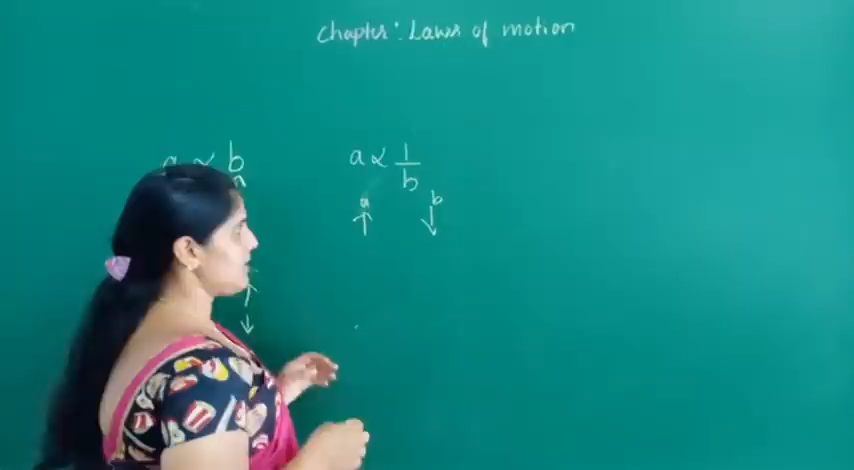 Chapter: Laws of motion
a ∝ b
a ∝ 1/b
a b
↑ ↓